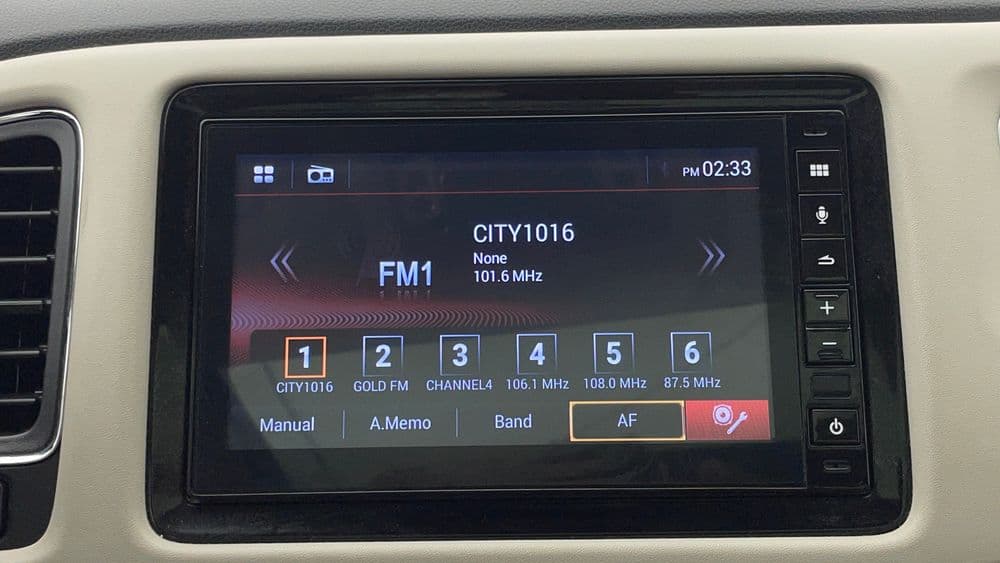 PM 02:33
CITY1016
None
101.6 MHz
FM1
1 2 3 4 5 6
CITY1016 GOLD FM CHANNEL4 106.1 MHz 108.0 MHz 87.5 MHz
Manual A.Memo Band AF
+
−